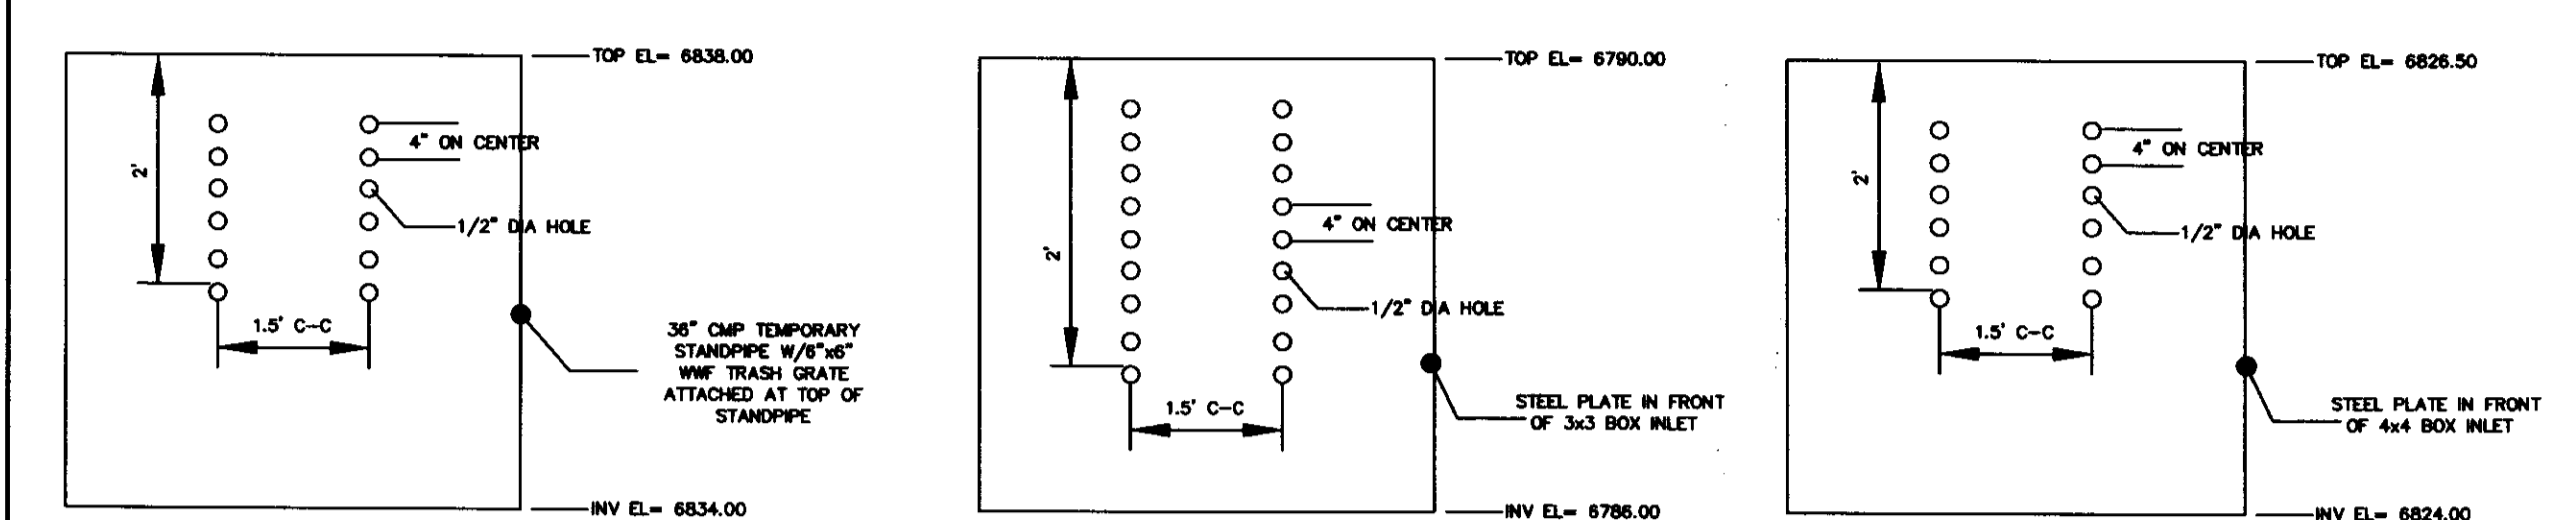 TOP EL= 6838.00
2'
4" ON CENTER
1/2" DIA HOLE
1.5' C-C
36" CMP TEMPORARY
STANDPIPE W/6"x6"
WWF TRASH GRATE
ATTACHED AT TOP OF
STANDPIPE
INV EL= 6834.00
TOP EL= 6790.00
2'
4" ON CENTER
1/2" DIA HOLE
1.5' C-C
STEEL PLATE IN FRONT
OF 3x3 BOX INLET
INV EL= 6786.00
TOP EL= 6826.50
2'
4" ON CENTER
1/2" DIA HOLE
1.5' C-C
STEEL PLATE IN FRONT
OF 4x4 BOX INLET
INV EL= 6824.00